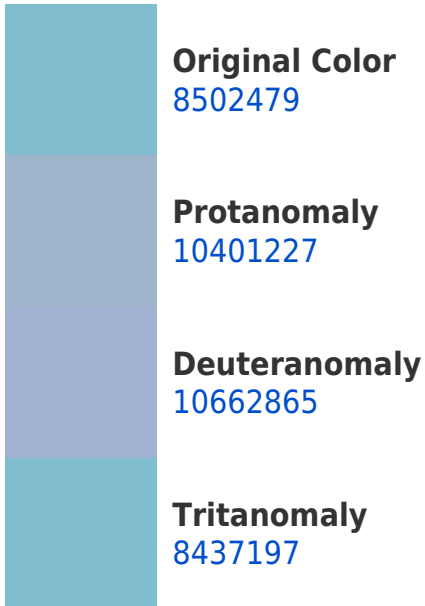 Original Color
8502479
Protanomaly
10401227
Deuteranomaly
10662865
Tritanomaly
8437197